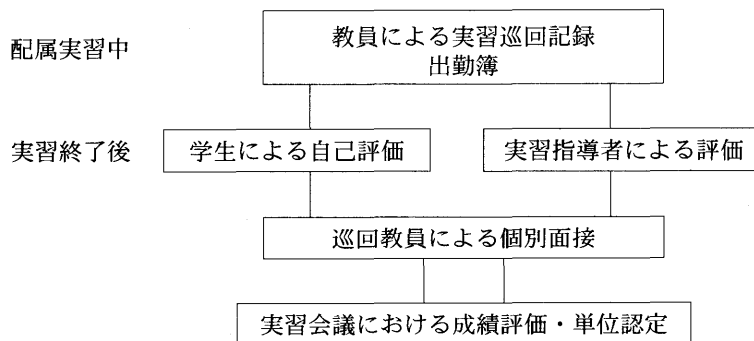 配属実習中
教員による実習巡回記録
出勤簿
実習終了後
学生による自己評価
実習指導者による評価
巡回教員による個別面接
実習会議における成績評価・単位認定